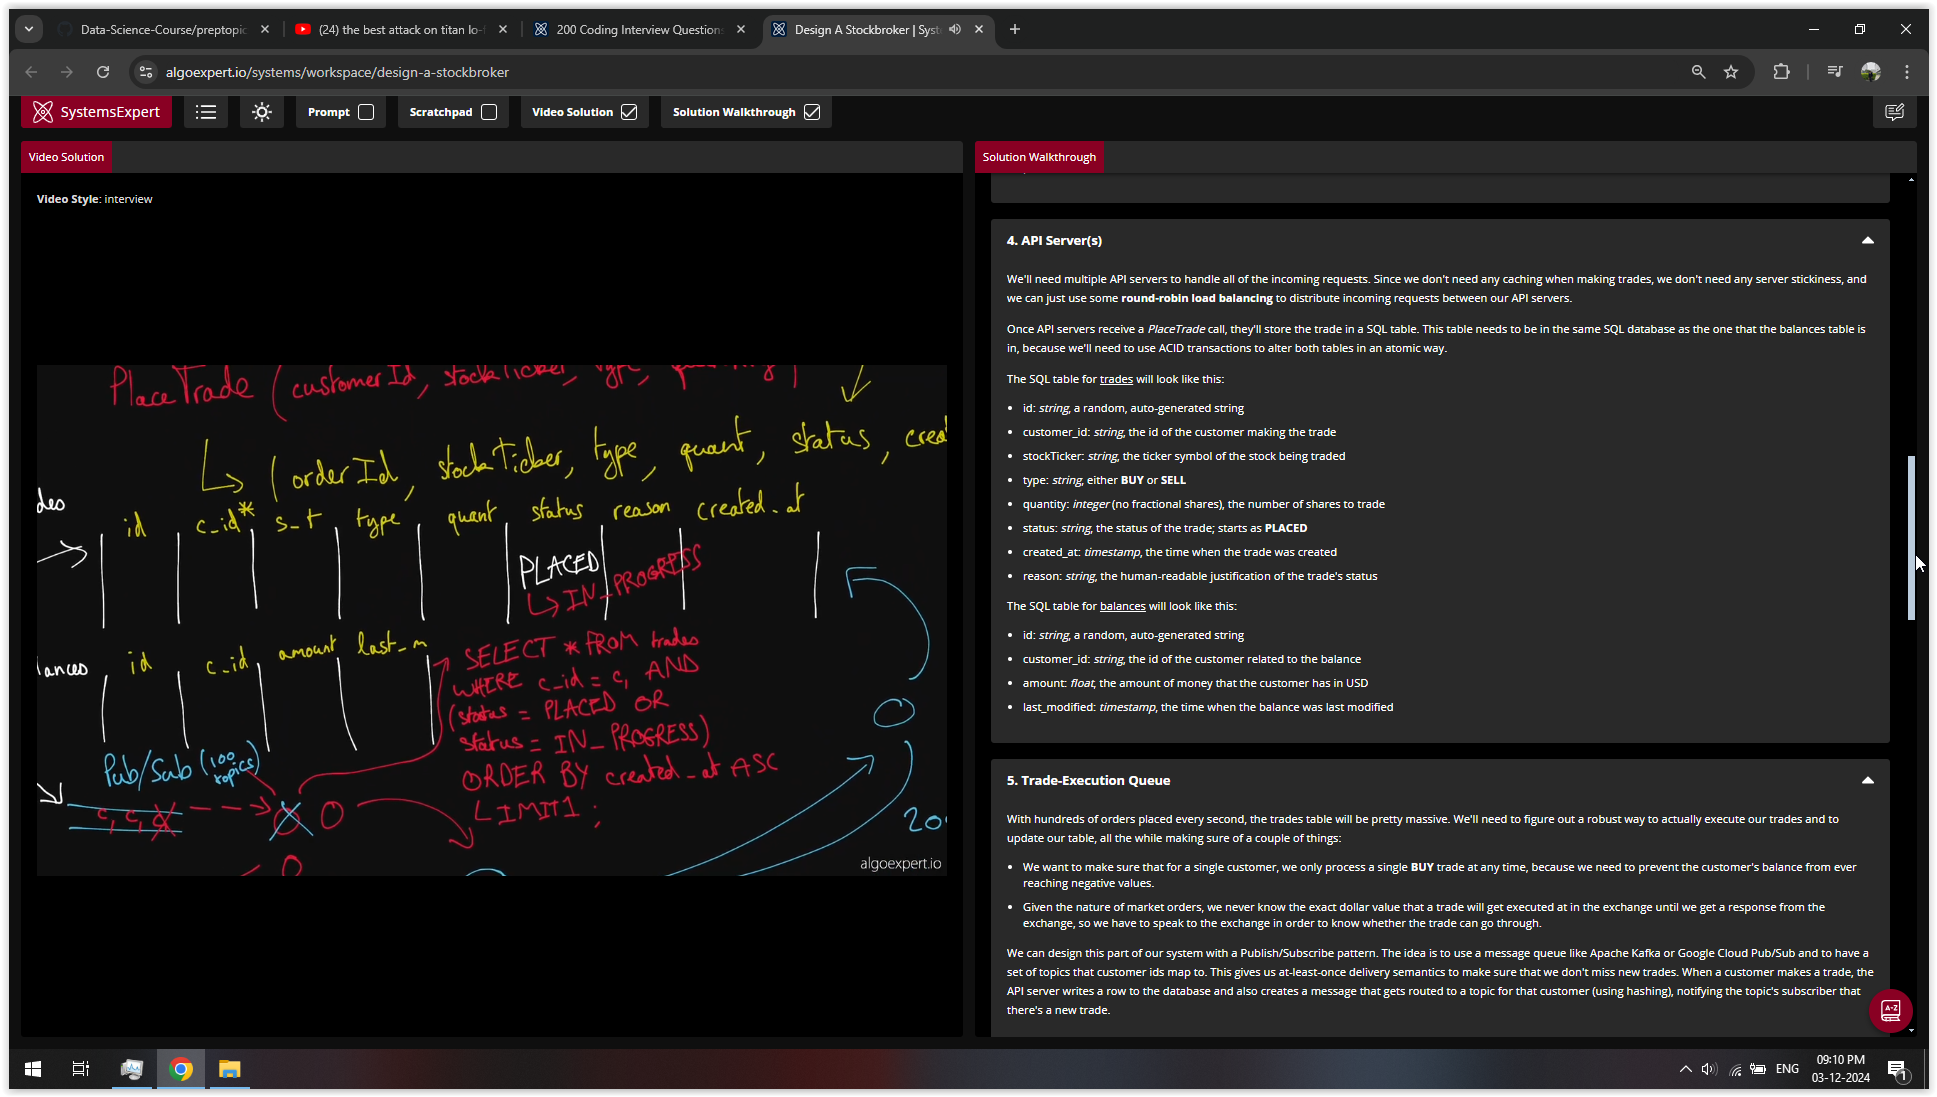 Data-Science-Course/preptopic
(24) the best attack on titan lo-f
200 Coding Interview Questions
Design A Stockbroker | Syst
algoexpert.io/systems/workspace/design-a-stockbroker
SystemsExpert
Prompt
Scratchpad
Video Solution
Solution Walkthrough
Video Solution
Video Style: interview
PlaceTrade (customerId, stockTicker, type, quantity)
(orderId, stockTicker, type, quant, status, crea
des
id c_id* s_t type quant status reason created_at
PLACED
IN_PROGRESS
lances
id c_id amount last_m
SELECT * FROM trades
WHERE c_id = c, AND
(status = PLACED OR
status = IN_PROGRESS)
ORDER BY created_at ASC
LIMIT 1;
Pub/Sub (100 topics)
c, c,
20
algoexpert.io
Solution Walkthrough
4. API Server(s)
We'll need multiple API servers to handle all of the incoming requests. Since we don't need any caching when making trades, we don't need any server stickiness, and
we can just use some round-robin load balancing to distribute incoming requests between our API servers.
Once API servers receive a PlaceTrade call, they'll store the trade in a SQL table. This table needs to be in the same SQL database as the one that the balances table is
in, because we'll need to use ACID transactions to alter both tables in an atomic way.
The SQL table for trades will look like this:
• id: string, a random, auto-generated string
• customer_id: string, the id of the customer making the trade
• stockTicker: string, the ticker symbol of the stock being traded
• type: string, either BUY or SELL
• quantity: integer (no fractional shares), the number of shares to trade
• status: string, the status of the trade; starts as PLACED
• created_at: timestamp, the time when the trade was created
• reason: string, the human-readable justification of the trade's status
The SQL table for balances will look like this:
• id: string, a random, auto-generated string
• customer_id: string, the id of the customer related to the balance
• amount: float, the amount of money that the customer has in USD
• last_modified: timestamp, the time when the balance was last modified
5. Trade-Execution Queue
With hundreds of orders placed every second, the trades table will be pretty massive. We'll need to figure out a robust way to actually execute our trades and to
update our table, all the while making sure of a couple of things:
• We want to make sure that for a single customer, we only process a single BUY trade at any time, because we need to prevent the customer's balance from ever
reaching negative values.
• Given the nature of market orders, we never know the exact dollar value that a trade will get executed at in the exchange until we get a response from the
exchange, so we have to speak to the exchange in order to know whether the trade can go through.
We can design this part of our system with a Publish/Subscribe pattern. The idea is to use a message queue like Apache Kafka or Google Cloud Pub/Sub and to have a
set of topics that customer ids map to. This gives us at-least-once delivery semantics to make sure that we don't miss new trades. When a customer makes a trade, the
API server writes a row to the database and also creates a message that gets routed to a topic for that customer (using hashing), notifying the topic's subscriber that
there's a new trade.
A-Z
ENG
09:10 PM
03-12-2024
1